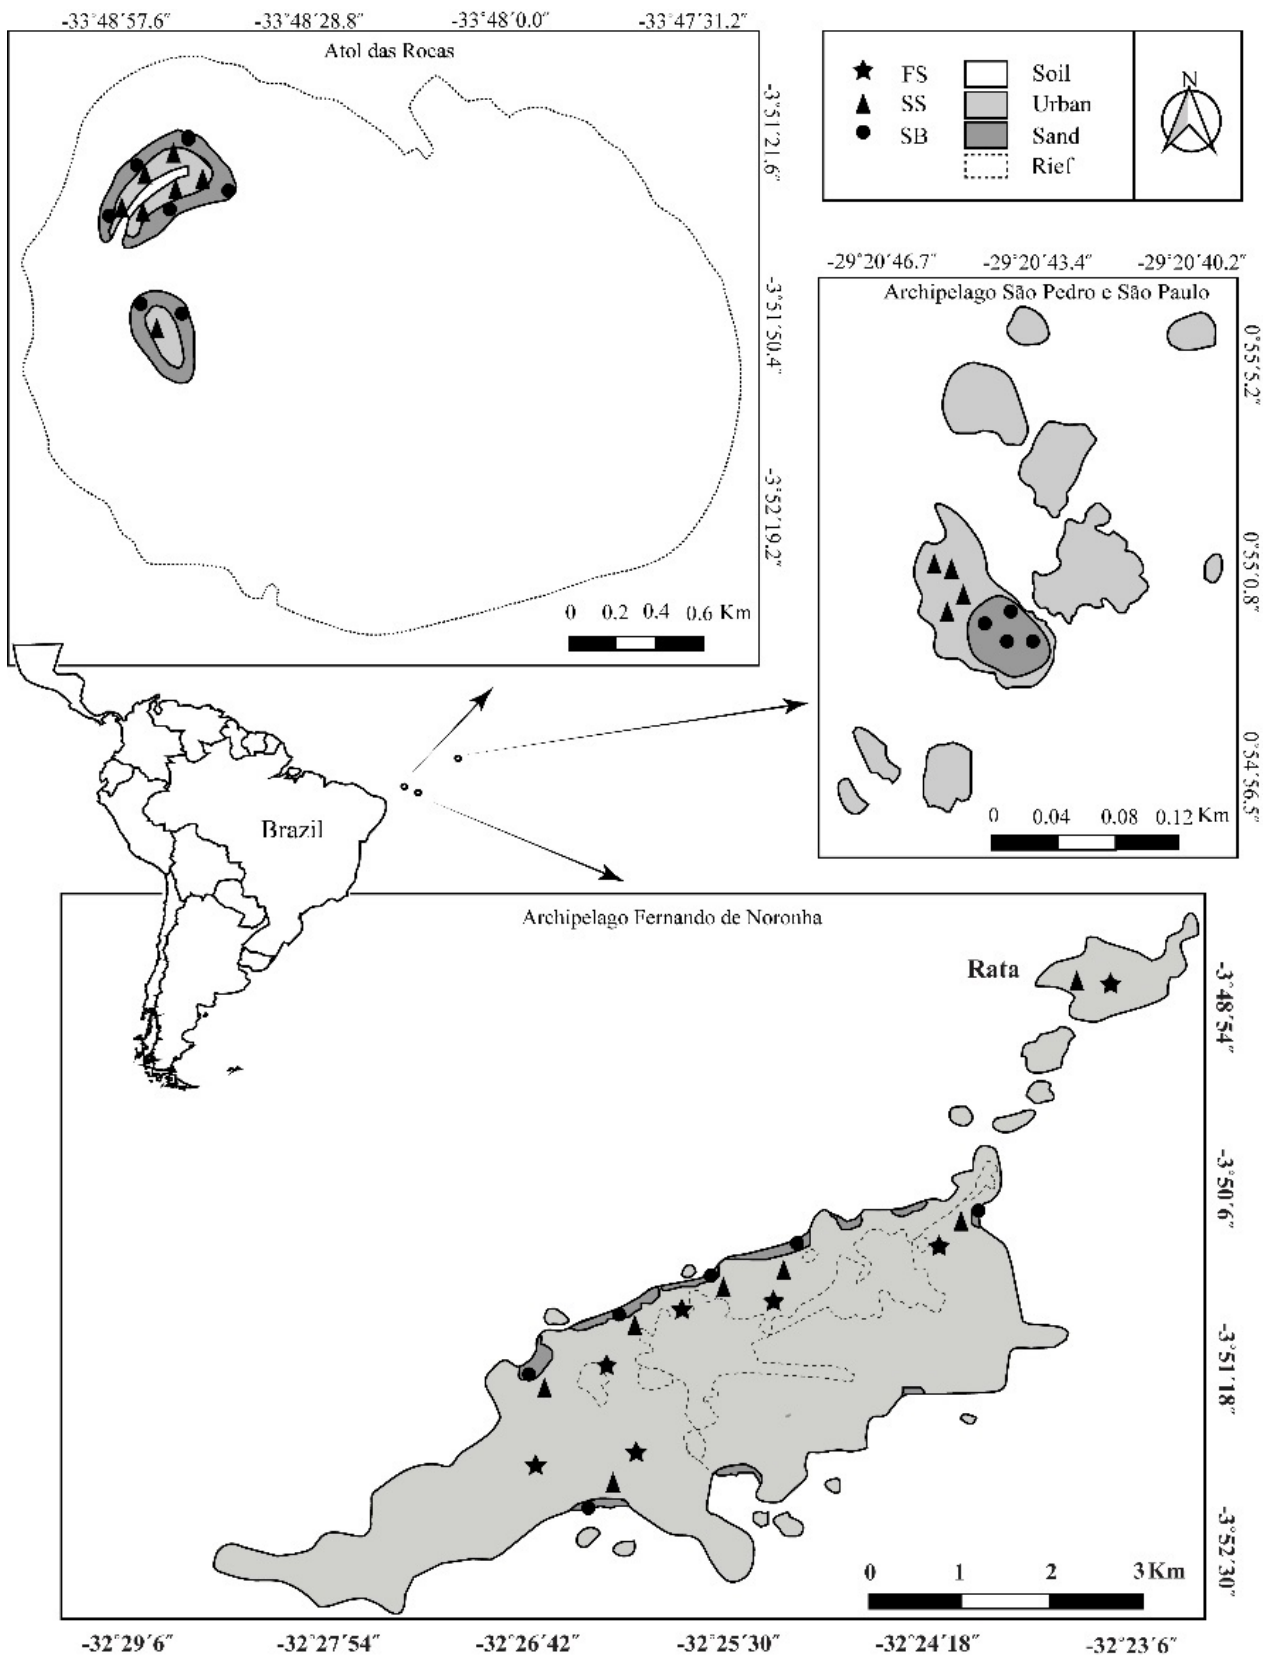 -33°48´57.6˝ -33°48´28.8˝ -33°48´0.0˝ -33°47´31.2˝
Atol das Rocas
-3°51´21.6˝
-3°51´50.4˝
-3°52´19.2˝
0 0.2 0.4 0.6 Km
FS Soil
SS Urban
SB Sand
Rief
N
-29°20´46.7˝ -29°20´43.4˝ -29°20´40.2˝
Archipelago São Pedro e São Paulo
0°55´5.2˝
0°55´0.8˝
0°54´56.5˝
0 0.04 0.08 0.12 Km
Brazil
Archipelago Fernando de Noronha
Rata
-3°48´54˝
-3°50´6˝
-3°51´18˝
-3°52´30˝
0 1 2 3 Km
-32°29´6˝ -32°27´54˝ -32°26´42˝ -32°25´30˝ -32°24´18˝ -32°23´6˝